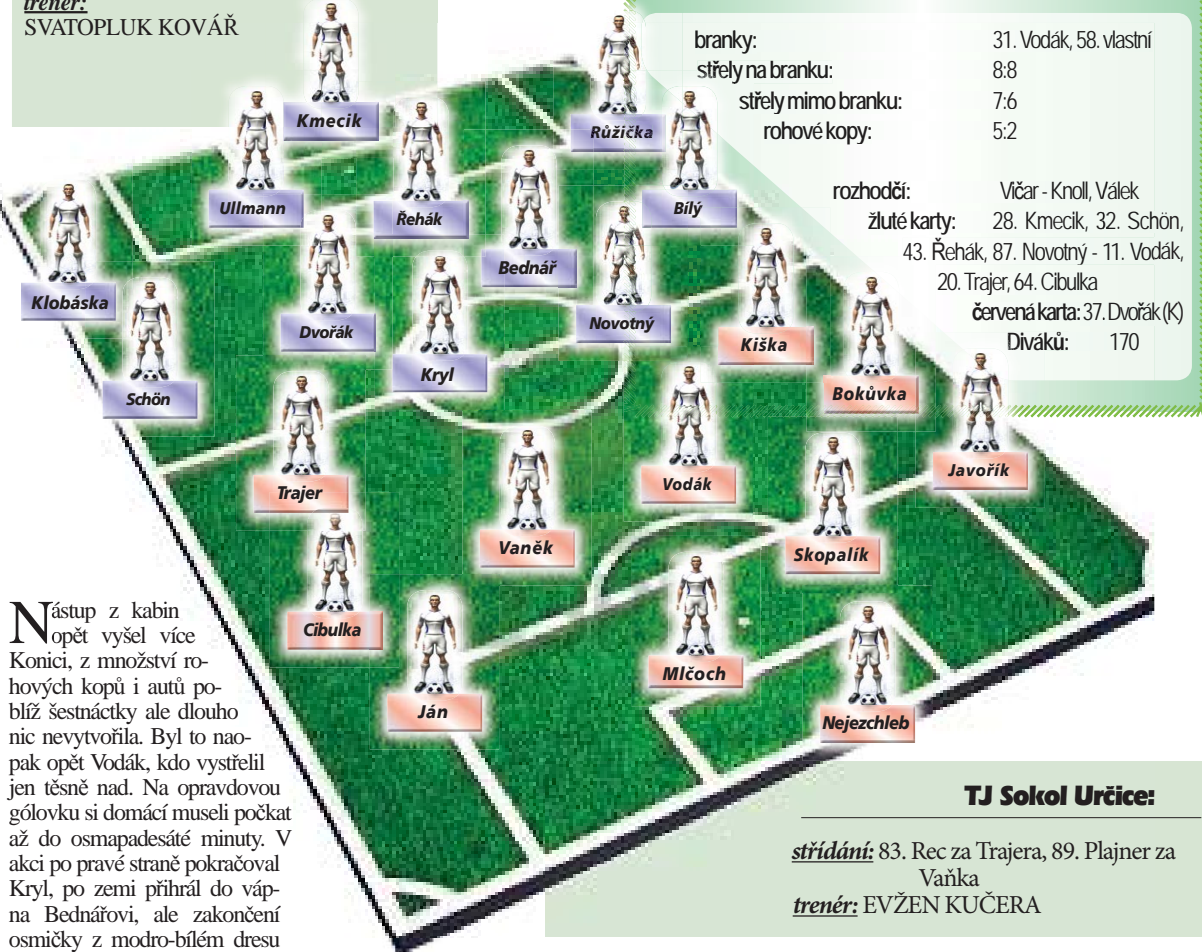 trenér:
SVATOPLUK KOVÁŘ
branky: 31. Vodák, 58. vlastní
střely na branku: 8:8
střely mimo branku: 7:6
rohové kopy: 5:2
rozhodčí: Vičar - Knoll, Válek
žluté karty: 28. Kmecik, 32. Schön,
43. Řehák, 87. Novotný - 11. Vodák,
20. Trajer, 64. Cibulka
červená karta: 37. Dvořák (K)
Diváků: 170
Kmecik
Růžička
Ullmann
Řehák
Bílý
Klobáska
Bednář
Schön
Dvořák
Novotný
Kryl
Kiška
Bokůvka
Trajer
Vodák
Javořík
Vaněk
Skopalík
Cibulka
Ján
Mlčoch
Nejezchleb
Nástup z kabin
opět vyšel více
Konici, z množství ro-
hových kopů i autů po-
blíž šestnáctky ale dlouho
nic nevytvořila. Byl to nao-
pak opět Vodák, kdo vystřelil
jen těsně nad. Na opravdovou
gólovku si domácí museli počkat
až do osmapadesáté minuty. V
akci po pravé straně pokračoval
Kryl, po zemi přihrál do váp-
na Bednářovi, ale zakončení
osmičky z modro-bílém dresu
TJ Sokol Určice:
střídání: 83. Rec za Trajera, 89. Plajner za
Vaňka
trenér: EVŽEN KUČERA